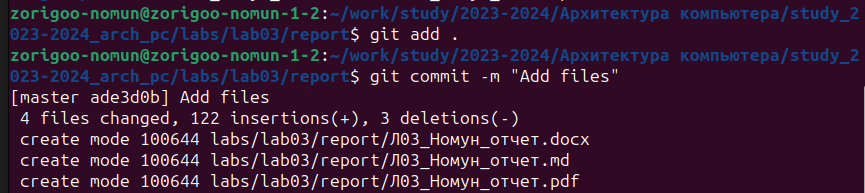 zorigoo-nomun@zorigoo-nomun-1-2:~/work/study/2023-2024/Архитектура компьютера/study_2
023-2024_arch_pc/labs/lab03/report$ git add .
zorigoo-nomun@zorigoo-nomun-1-2:~/work/study/2023-2024/Архитектура компьютера/study_2
023-2024_arch_pc/labs/lab03/report$ git commit -m "Add files"
[master ade3d0b] Add files
 4 files changed, 122 insertions(+), 3 deletions(-)
 create mode 100644 labs/lab03/report/Л03_Номун_отчет.docx
 create mode 100644 labs/lab03/report/Л03_Номун_отчет.md
 create mode 100644 labs/lab03/report/Л03_Номун_отчет.pdf